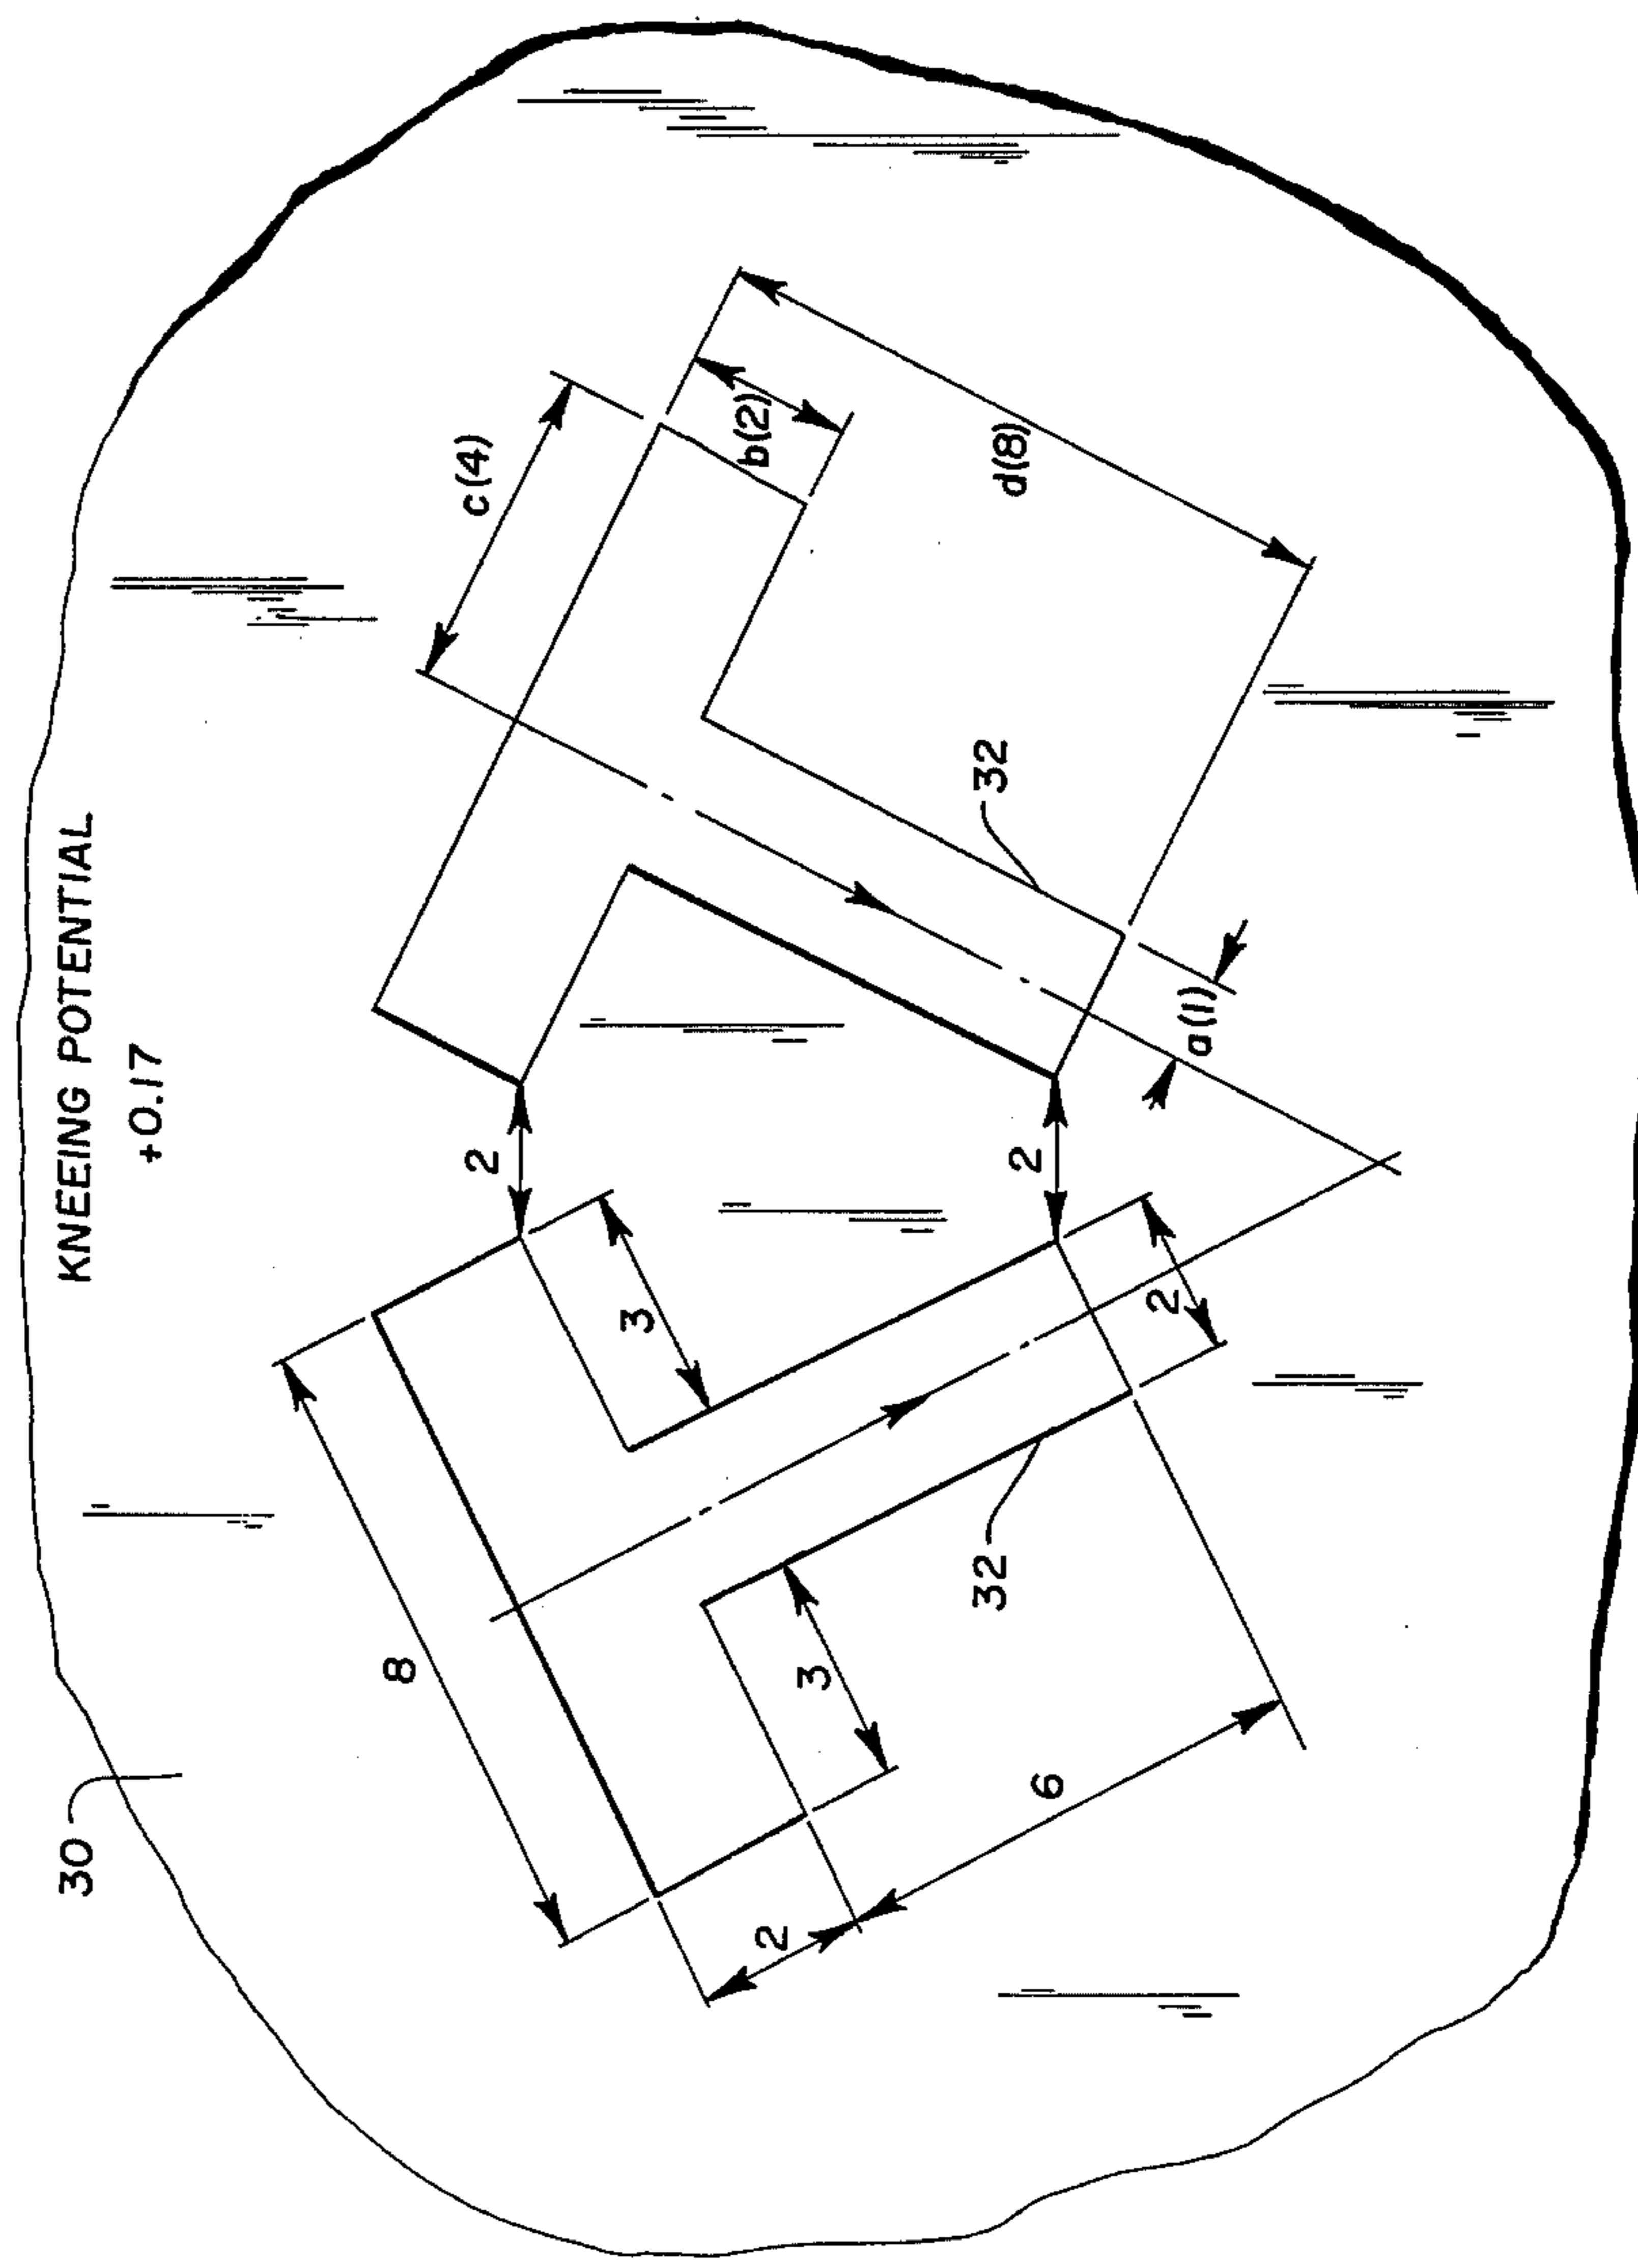 30
KNEEING POTENTIAL
+0.17
8
2
c(4)
3
2
b(2)
3
32
32
d(8)
2
6
2
a(1)